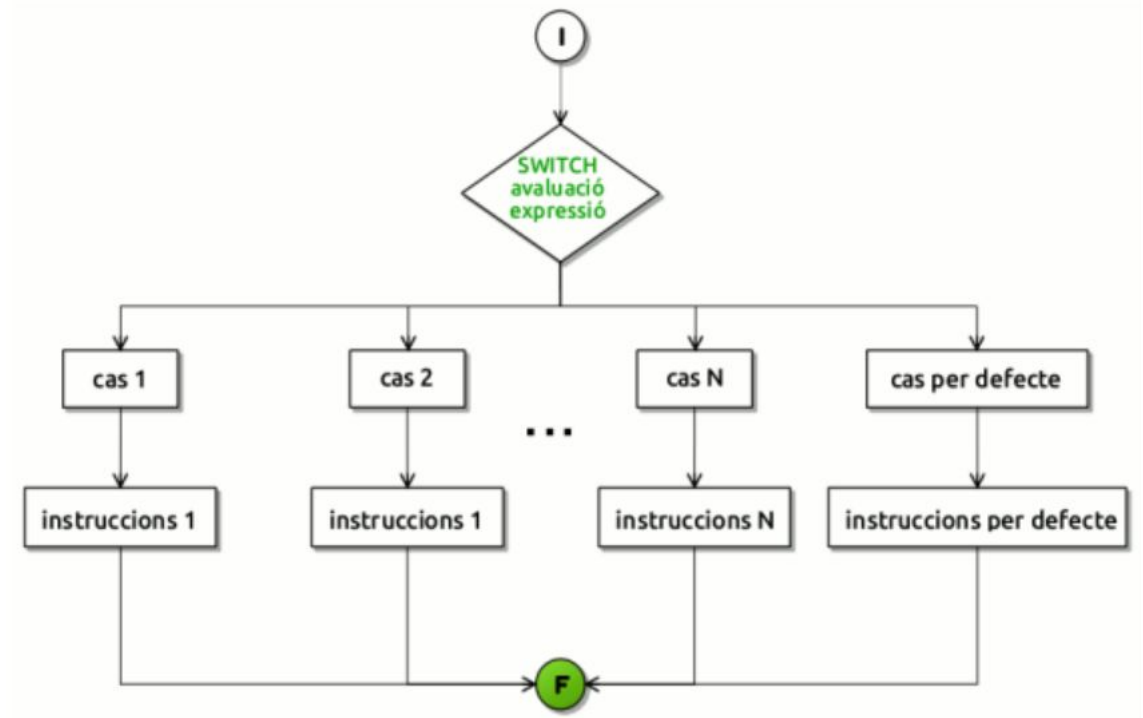 I
SWITCH
avaluació
expressió
cas 1
cas 2
cas N
cas per defecte
...
instruccions 1
instruccions 1
instruccions N
instruccions per defecte
F